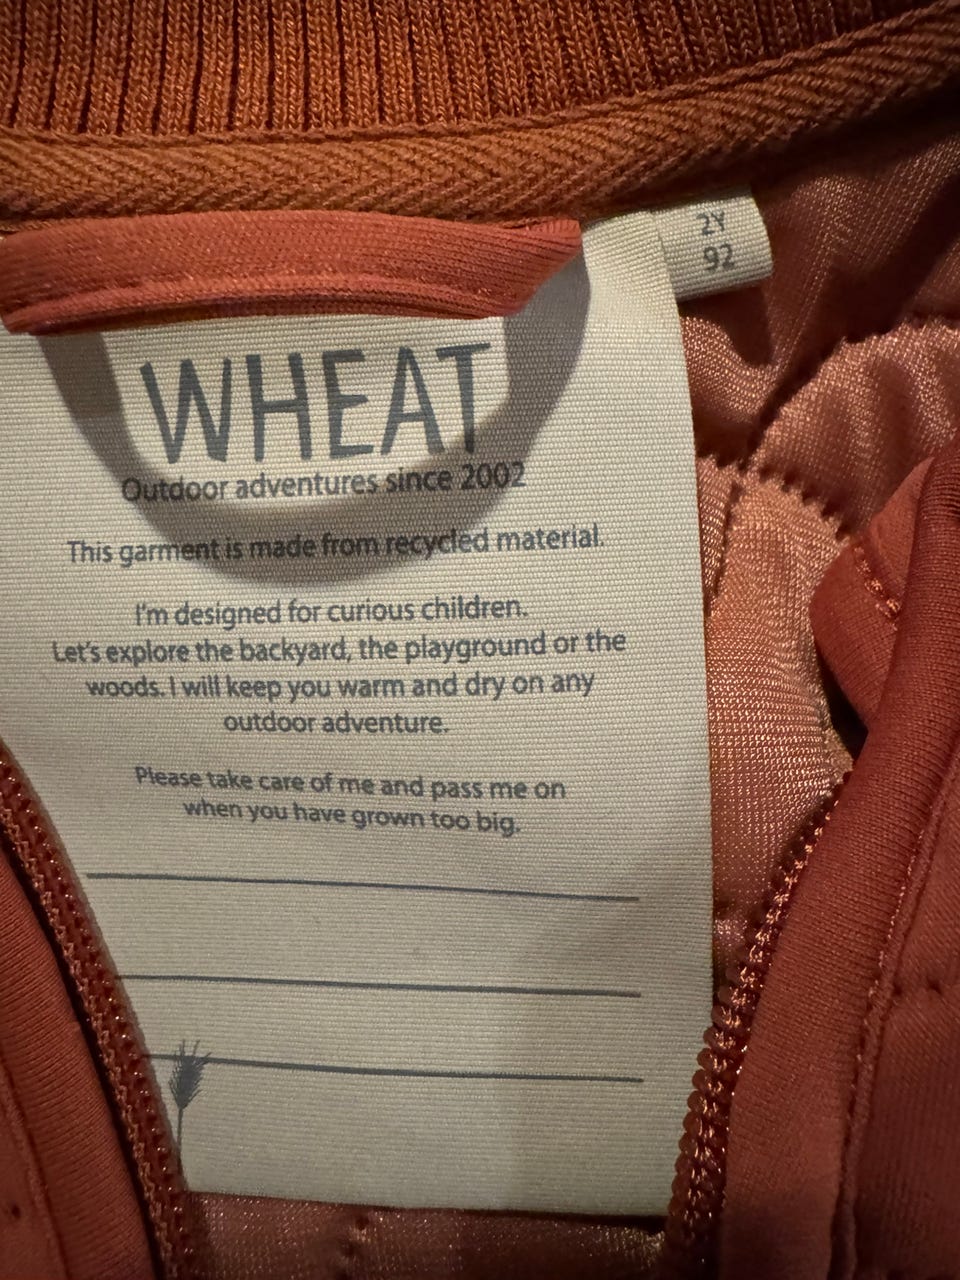 2Y
92
WHEAT
Outdoor adventures since 2002
This garment is made from recycled material.
I'm designed for curious children.
Let's explore the backyard, the playground or the
woods. I will keep you warm and dry on any
outdoor adventure.
Please take care of me and pass me on
when you have grown too big.